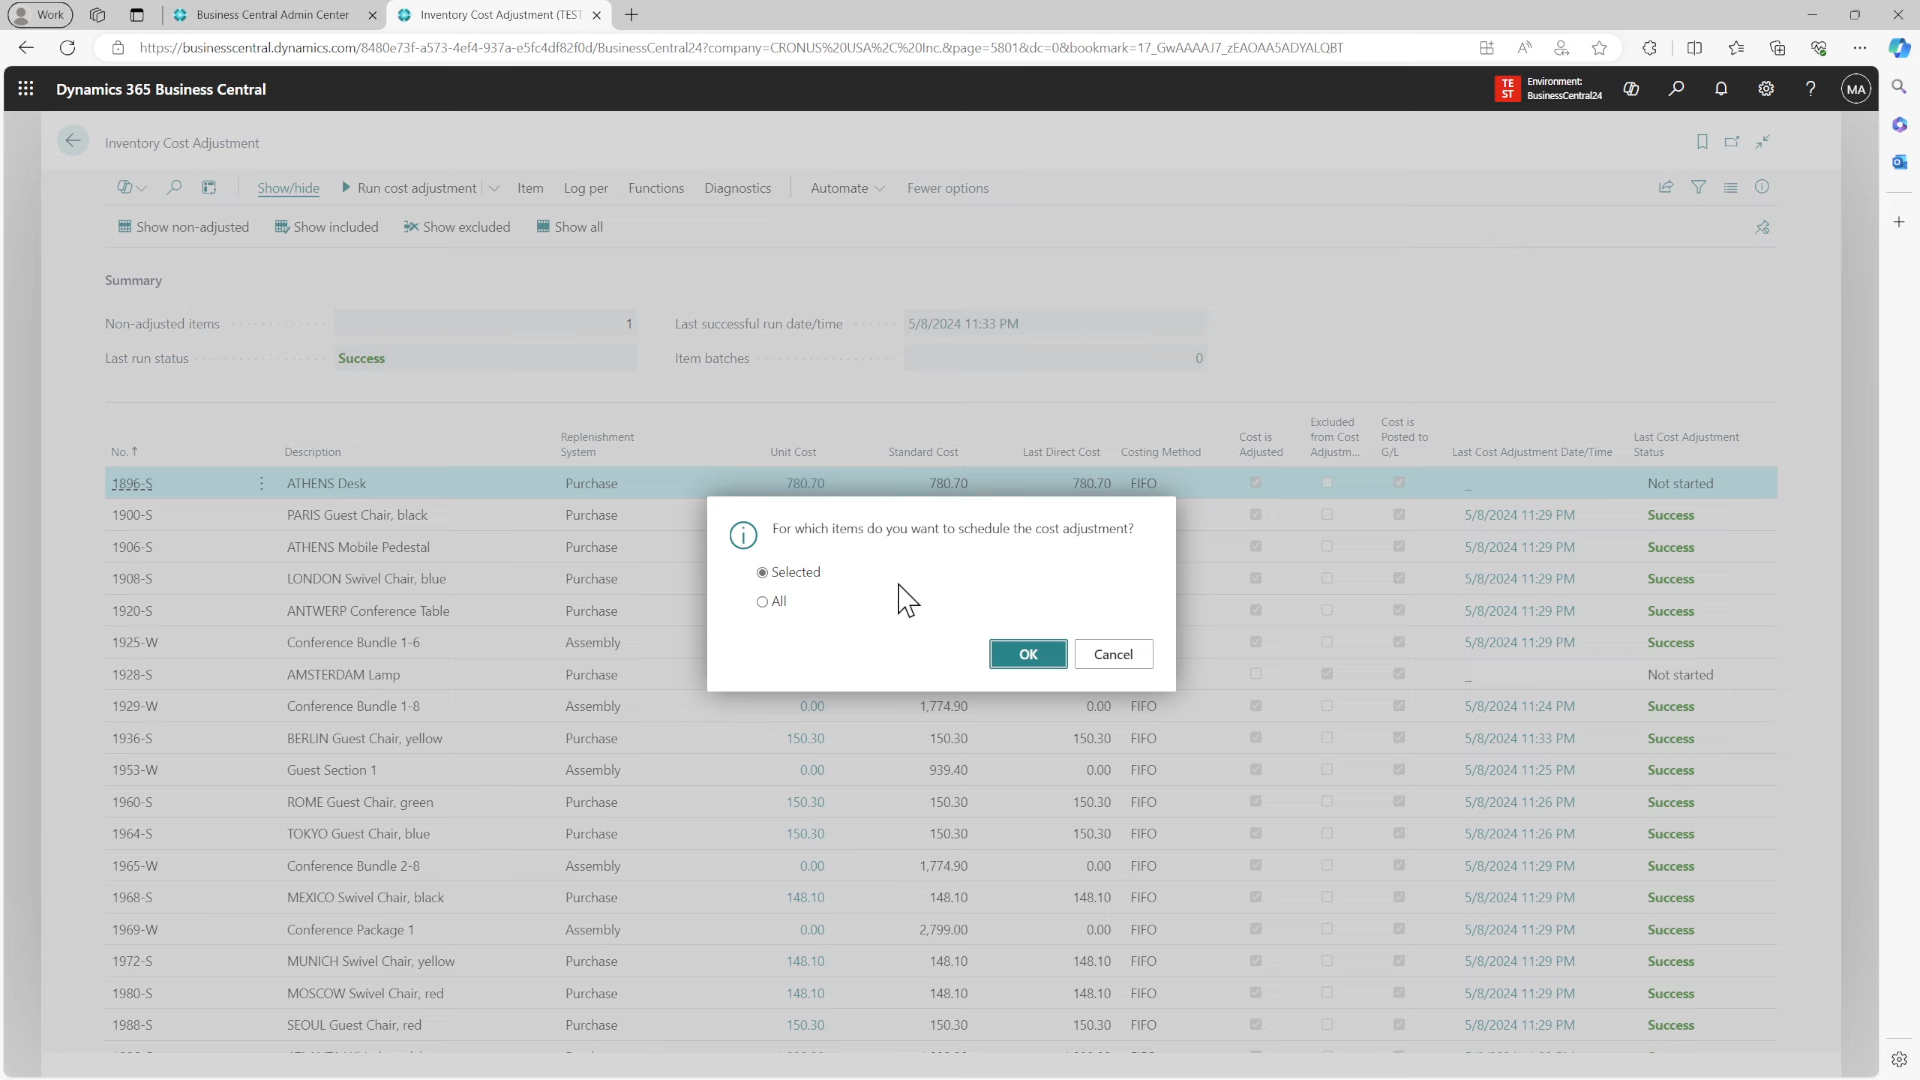 Work
Business Central Admin Center
Inventory Cost Adjustment (TEST
https://businesscentral.dynamics.com/8480e73f-a573-4ef4-937a-e5fc4df82f0d/BusinessCentral24?company=CRONUS%20USA%2C%20Inc.&page=5801&dc=0&bookmark=17_GwAAAAJ7_zEAOAA5ADYALQBT
Dynamics 365 Business Central
TE
ST
Environment:
BusinessCentral24
MA
Inventory Cost Adjustment
Show/hide Run cost adjustment Item Log per Functions Diagnostics Automate Fewer options
Show non-adjusted Show included Show excluded Show all
Summary
Non-adjusted items 1 Last successful run date/time 5/8/2024 11:33 PM
Last run status Success Item batches 0
No. ↑ Description Replenishment System Unit Cost Standard Cost Last Direct Cost Costing Method Cost is Adjusted Excluded from Cost Adjustm... Cost is Posted to G/L Last Cost Adjustment Date/Time Last Cost Adjustment Status
1896-S ATHENS Desk Purchase 780.70 780.70 780.70 FIFO _ Not started
1900-S PARIS Guest Chair, black Purchase 5/8/2024 11:29 PM Success
1906-S ATHENS Mobile Pedestal Purchase 5/8/2024 11:29 PM Success
1908-S LONDON Swivel Chair, blue Purchase 5/8/2024 11:29 PM Success
1920-S ANTWERP Conference Table Purchase 5/8/2024 11:29 PM Success
1925-W Conference Bundle 1-6 Assembly 5/8/2024 11:29 PM Success
1928-S AMSTERDAM Lamp Purchase _ Not started
1929-W Conference Bundle 1-8 Assembly 0.00 1,774.90 0.00 FIFO 5/8/2024 11:24 PM Success
1936-S BERLIN Guest Chair, yellow Purchase 150.30 150.30 150.30 FIFO 5/8/2024 11:33 PM Success
1953-W Guest Section 1 Assembly 0.00 939.40 0.00 FIFO 5/8/2024 11:25 PM Success
1960-S ROME Guest Chair, green Purchase 150.30 150.30 150.30 FIFO 5/8/2024 11:26 PM Success
1964-S TOKYO Guest Chair, blue Purchase 150.30 150.30 150.30 FIFO 5/8/2024 11:26 PM Success
1965-W Conference Bundle 2-8 Assembly 0.00 1,774.90 0.00 FIFO 5/8/2024 11:29 PM Success
1968-S MEXICO Swivel Chair, black Purchase 148.10 148.10 148.10 FIFO 5/8/2024 11:29 PM Success
1969-W Conference Package 1 Assembly 0.00 2,799.00 0.00 FIFO 5/8/2024 11:29 PM Success
1972-S MUNICH Swivel Chair, yellow Purchase 148.10 148.10 148.10 FIFO 5/8/2024 11:29 PM Success
1980-S MOSCOW Swivel Chair, red Purchase 148.10 148.10 148.10 FIFO 5/8/2024 11:29 PM Success
1988-S SEOUL Guest Chair, red Purchase 150.30 150.30 150.30 FIFO 5/8/2024 11:29 PM Success
For which items do you want to schedule the cost adjustment?
Selected
All
OK Cancel